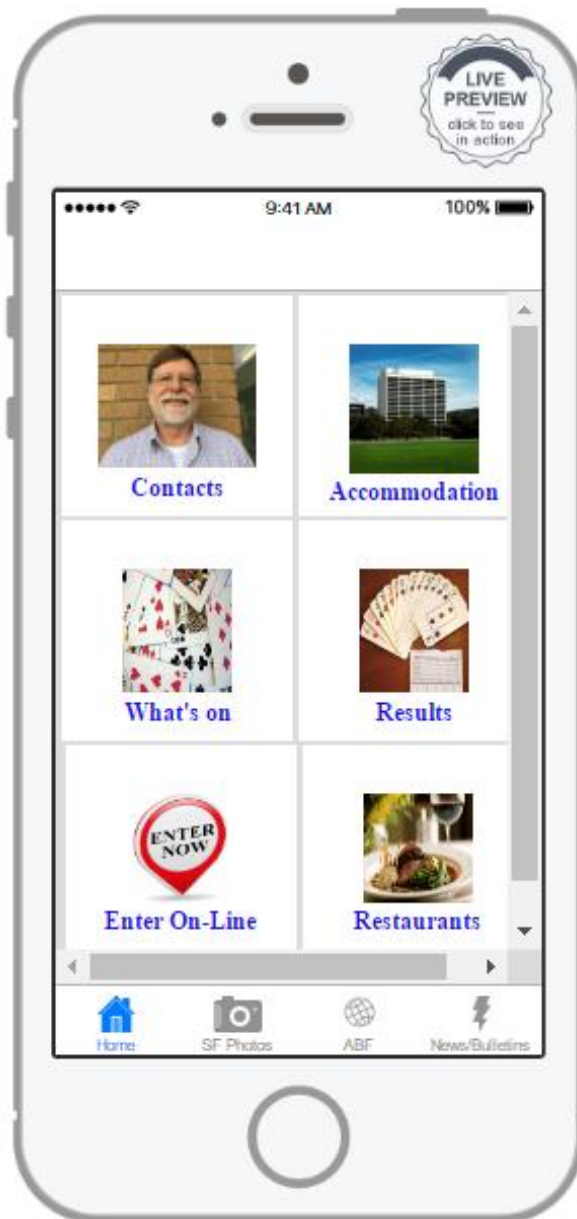 LIVE
PREVIEW
click to see
in action
9:41 AM
100%
Contacts
Accommodation
What's on
Results
ENTER
NOW
Enter On-Line
Restaurants
Home
SF Photos
ABF
News/Bulletins